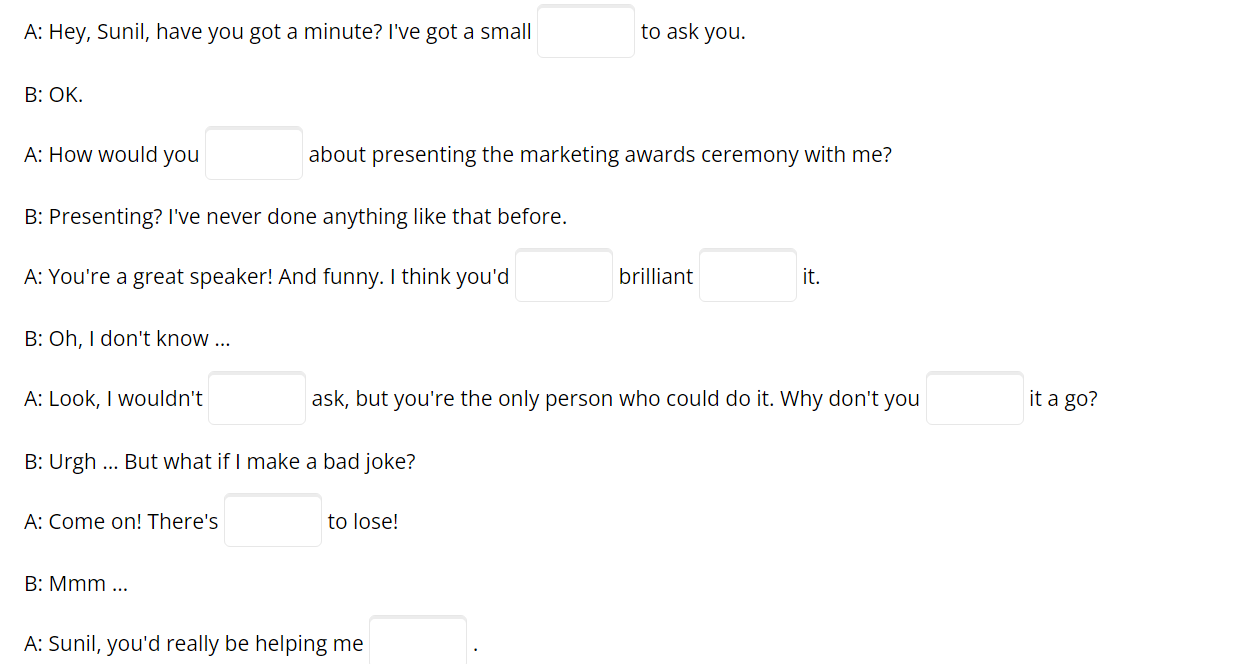 A: Hey, Sunil, have you got a minute? I've got a small to ask you.
B: OK.
A: How would you about presenting the marketing awards ceremony with me?
B: Presenting? I've never done anything like that before.
A: You're a great speaker! And funny. I think you'd brilliant it.
B: Oh, I don't know ...
A: Look, I wouldn't ask, but you're the only person who could do it. Why don't you it a go?
B: Urgh ... But what if I make a bad joke?
A: Come on! There's to lose!
B: Mmm ...
A: Sunil, you'd really be helping me .